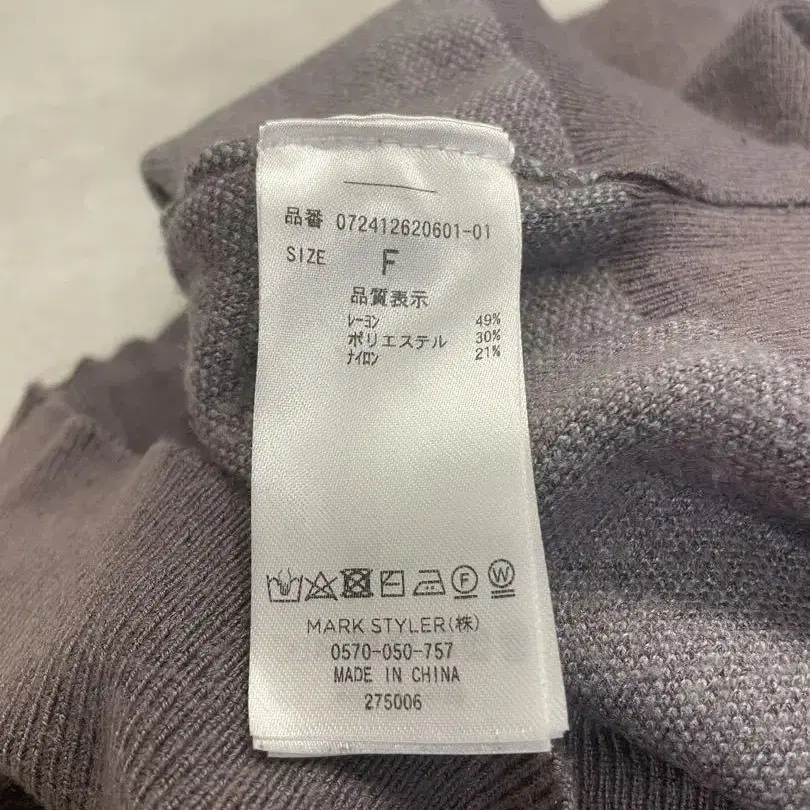 品番 072412620601-01
SIZE F
品質表示
レーヨン 49%
ポリエステル 30%
ナイロン 21%
F W
MARK STYLER(株)
0570-050-757
MADE IN CHINA
275006